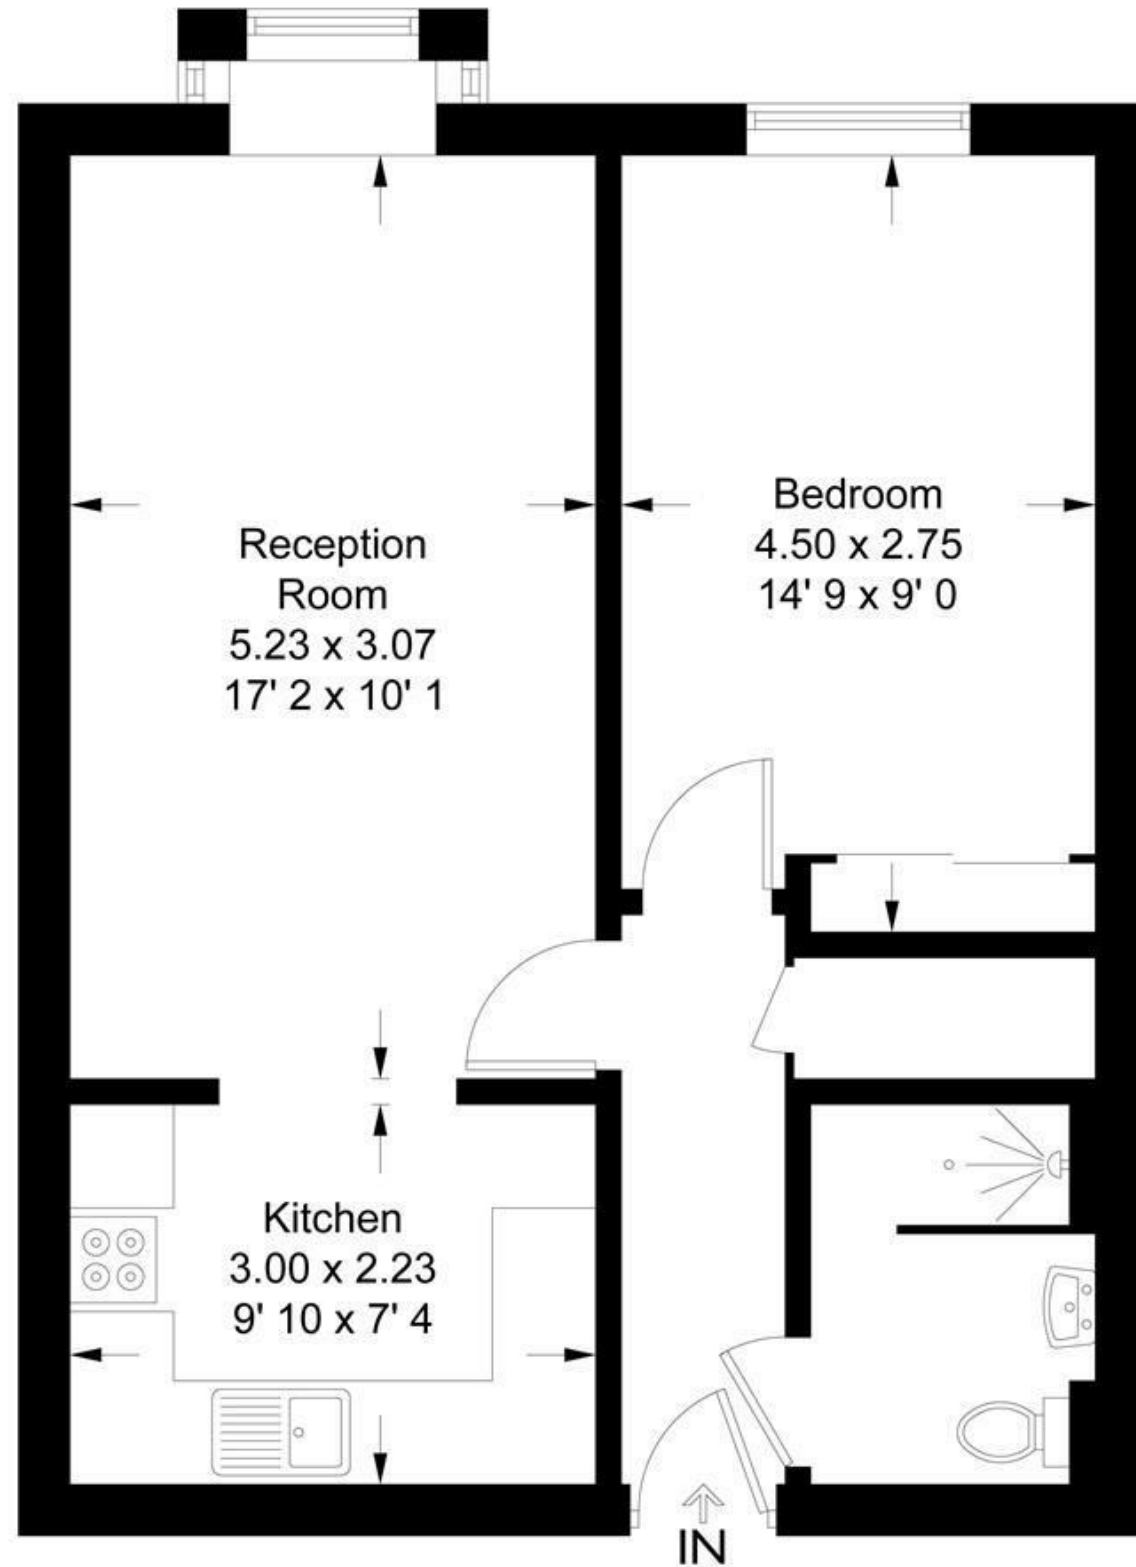 Reception
Room
5.23 x 3.07
17' 2 x 10' 1
Bedroom
4.50 x 2.75
14' 9 x 9' 0
Kitchen
3.00 x 2.23
9' 10 x 7' 4
IN